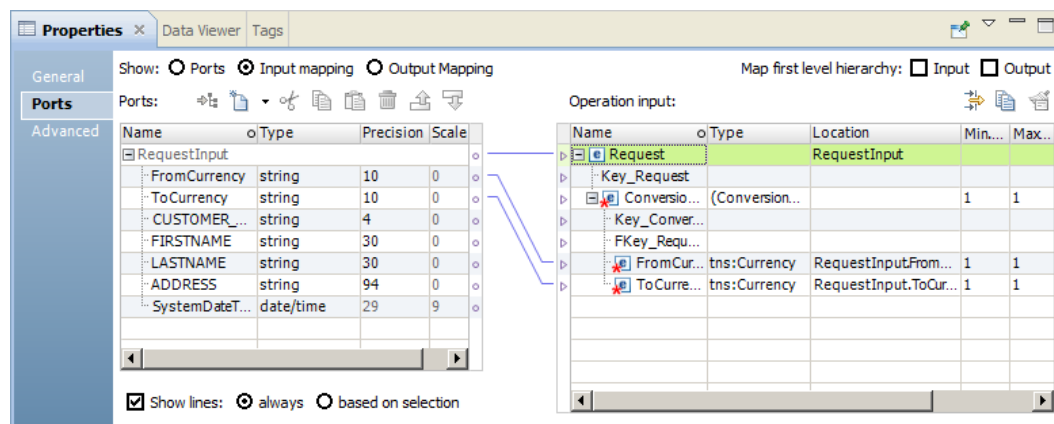 Properties Data Viewer Tags
General
Ports
Advanced
Show: Ports Input mapping Output Mapping
Map first level hierarchy: Input Output
Ports:
Operation input:
Name Type Precision Scale
RequestInput
FromCurrency string 10 0
ToCurrency string 10 0
CUSTOMER_... string 4 0
FIRSTNAME string 30 0
LASTNAME string 30 0
ADDRESS string 94 0
SystemDateT... date/time 29 9
Name Type Location Min.... Max...
Request RequestInput
Key_Request
Conversio... (Conversion... 1 1
Key_Conver...
FKey_Requ...
FromCur... tns:Currency RequestInput.From... 1 1
ToCurre... tns:Currency RequestInput.ToCur... 1 1
Show lines: always based on selection